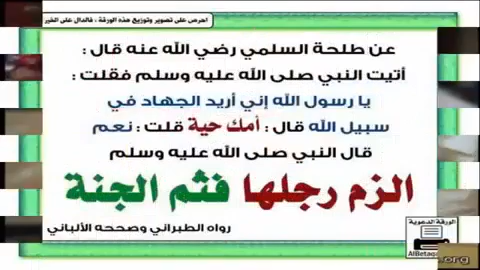 احرص على تصوير وتوزيع هذه الورقة ، فالدال على الخير
عن طلحة السلمي رضي الله عنه قال :
أتيت النبي صلى الله عليه وسلم فقلت :
يا رسول الله إني أريد الجهاد في
سبيل الله قال : أمك حية قلت : نعم
قال النبي صلى الله عليه وسلم
الزم رجلها فثم الجنة
رواه الطبراني وصححه الألباني
الورقة الدعوية